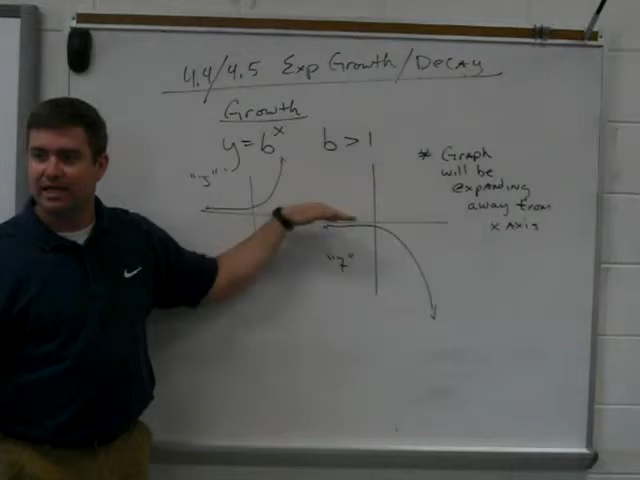 4.4/4.5 Exp Growth/Decay
Growth
y = b^x b > 1
"J"
* Graph
will be
expanding
away from
x Axis
"7"